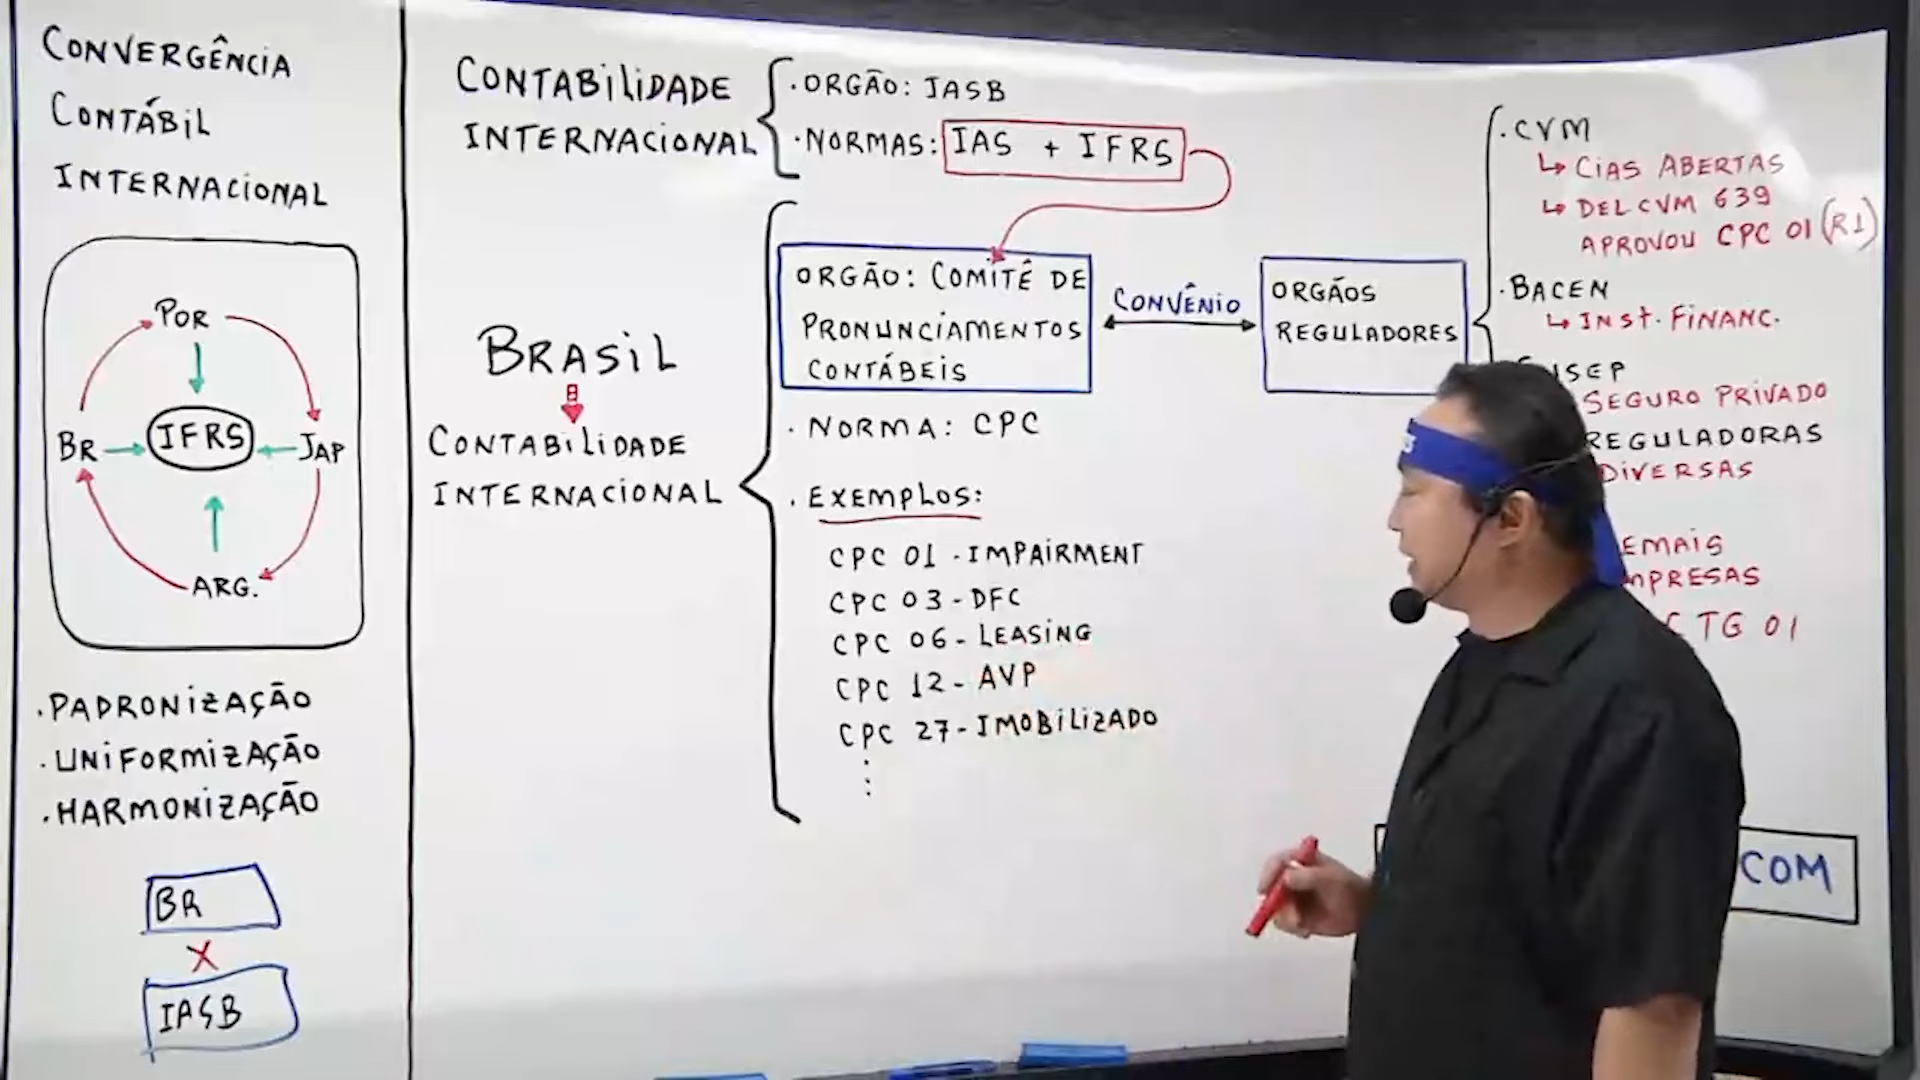 CONVERGÊNCIA
CONTÁBIL
INTERNACIONAL
POR
BR
IFRS
JAP
ARG.
.PADRONIZAÇÃO
.UNIFORMIZAÇÃO
.HARMONIZAÇÃO
BR
X
IASB
CONTABILIDADE
INTERNACIONAL
.ORGÃO: IASB
.NORMAS: IAS + IFRS
BRASIL
CONTABILIDADE
INTERNACIONAL
ORGÃO: COMITÊ DE
PRONUNCIAMENTOS
CONTÁBEIS
. NORMA: CPC
. EXEMPLOS:
CPC 01 - IMPAIRMENT
CPC 03 - DFC
CPC 06 - LEASING
CPC 12 - AVP
CPC 27 - IMOBILIZADO
CONVÊNIO
ORGÃOS
REGULADORES
.CVM
↳ CIAS ABERTAS
↳ DEL CVM 639
APROVOU CPC 01 (R1)
.BACEN
↳ INST. FINANC.
SEGURO PRIVADO
REGULADORAS
DIVERSAS
TG 01
COM